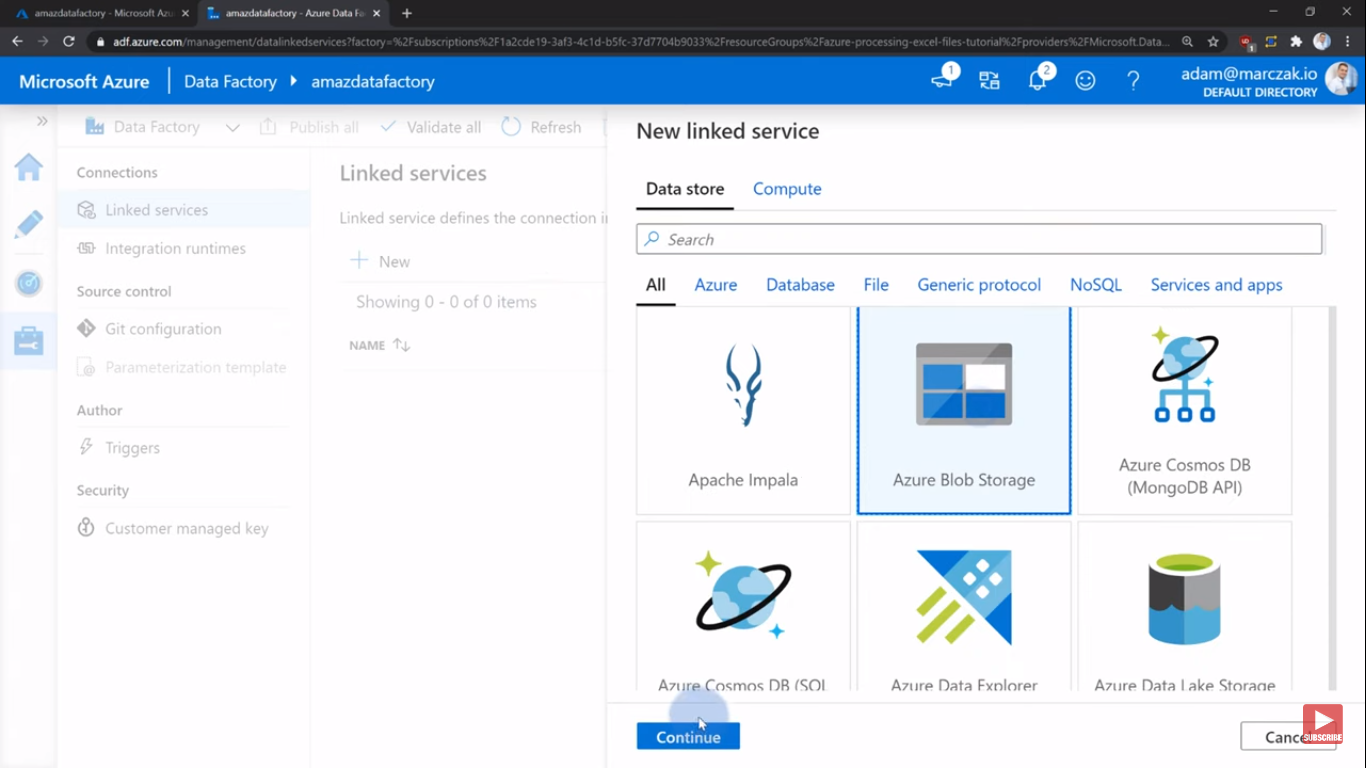 amazdatafactory - Microsoft Azu
amazdatafactory - Azure Data Fa
adf.azure.com/management/datalinkedservices?factory=%2Fsubscriptions%2F1a2cde19-3af3-4c1d-b5fc-37d7704b9033%2FresourceGroups%2Fazure-processing-excel-files-tutorial%2Fproviders%2FMicrosoft.Data...
1
Microsoft Azure
Data Factory
amazdatafactory
1
2
adam@marczak.io
DEFAULT DIRECTORY
Data Factory
Publish all
Validate all
Refresh
Connections
Linked services
Integration runtimes
Source control
Git configuration
Parameterization template
Author
Triggers
Security
Customer managed key
Linked services
Linked service defines the connection in
New
Showing 0 - 0 of 0 items
NAME
New linked service
Data store
Compute
Search
All
Azure
Database
File
Generic protocol
NoSQL
Services and apps
Apache Impala
Azure Blob Storage
Azure Cosmos DB
(MongoDB API)
Azure Cosmos DB (SQL
Azure Data Explorer
Azure Data Lake Storage
Continue
Cancel
SUBSCRIBE